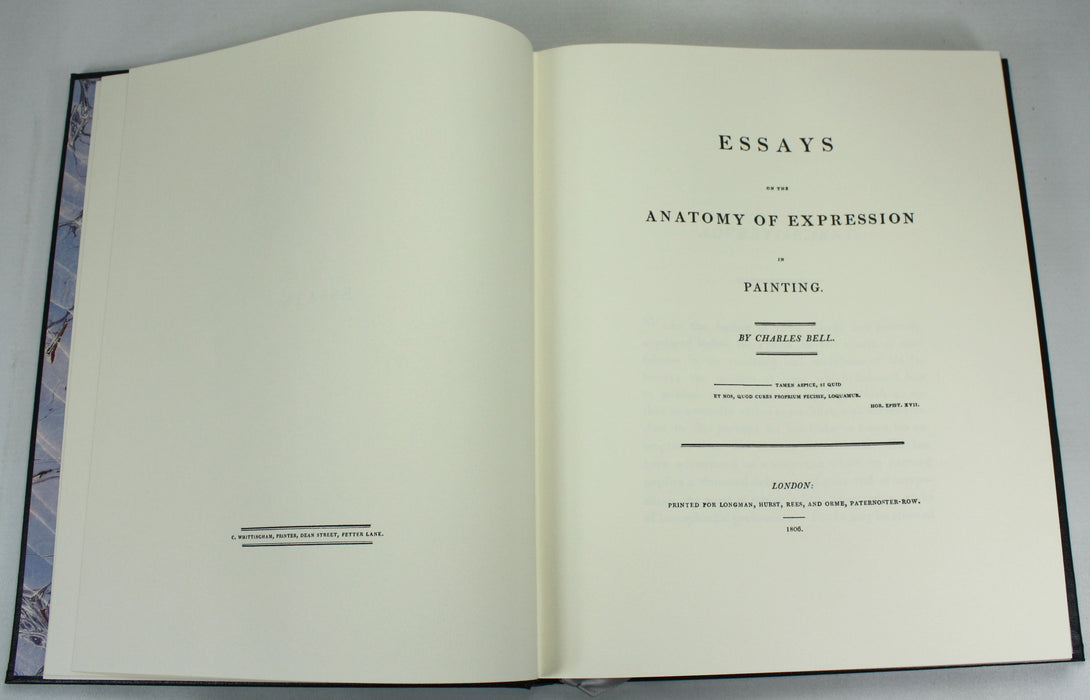 C. WHITTINGHAM, PRINTER, DEAN STREET, FETTER LANE.
ESSAYS
ON THE
ANATOMY OF EXPRESSION
IN
PAINTING.
BY CHARLES BELL.
TAMEN ASPICE, SI QUID
ET NOS, QUOD CURES PROPRIUM FECISSE, LOQUAMUR.
HOR. EPIST. XVII.
LONDON:
PRINTED FOR LONGMAN, HURST, REES, AND ORME, PATERNOSTER-ROW.
1806.